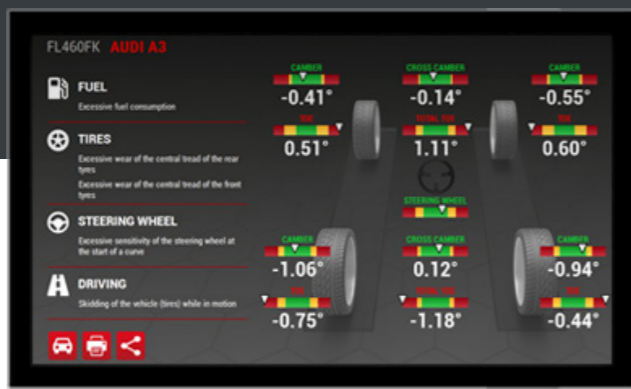 FL460FK AUDI A3
FUEL
Excessive fuel consumption
TIRES
Excessive wear of the central tread of the rear
tyres
Excessive wear of the central tread of the front
tyres
STEERING WHEEL
Excessive sensitivity of the steering wheel at
the start of a curve
DRIVING
Skidding of the vehicle (tires) while in motion
CAMBER CROSS CAMBER CAMBER
-0.41° -0.14° -0.55°
TOE TOTAL TOE TOE
0.51° 1.11° 0.60°
STEERING WHEEL
CAMBER CROSS CAMBER CAMBER
-1.06° 0.12° -0.94°
TOE TOTAL TOE TOE
-0.75° -1.18° -0.44°